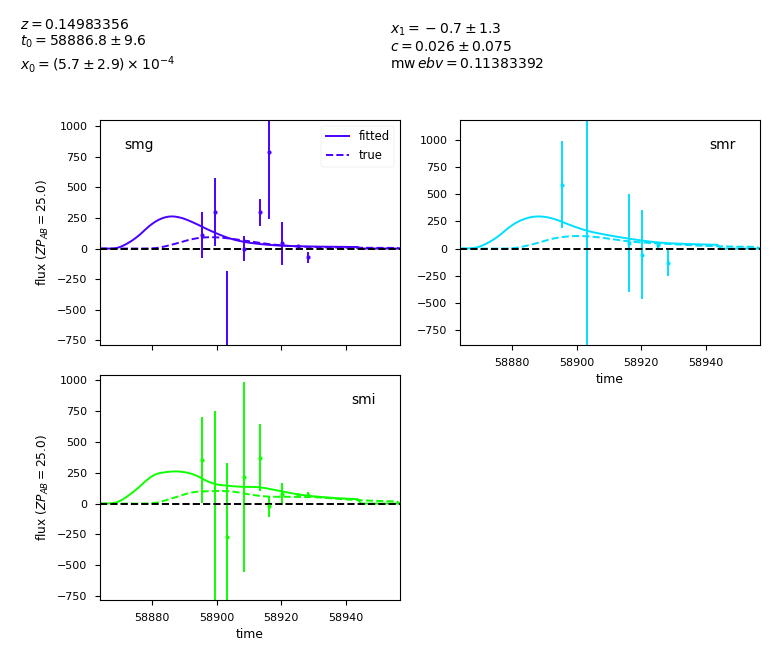 z = 0.14983356
t0 = 58886.8 ± 9.6
x0 = (5.7 ± 2.9) × 10^−4
x1 = −0.7 ± 1.3
c = 0.026 ± 0.075
mw ebv = 0.11383392
smg
fitted
true
1000
750
500
250
0
−250
−500
−750
flux (ZP_AB = 25.0)
smr
1000
750
500
250
0
−250
−500
−750
58880 58900 58920 58940
time
smi
1000
750
500
250
0
−250
−500
−750
flux (ZP_AB = 25.0)
58880 58900 58920 58940
time